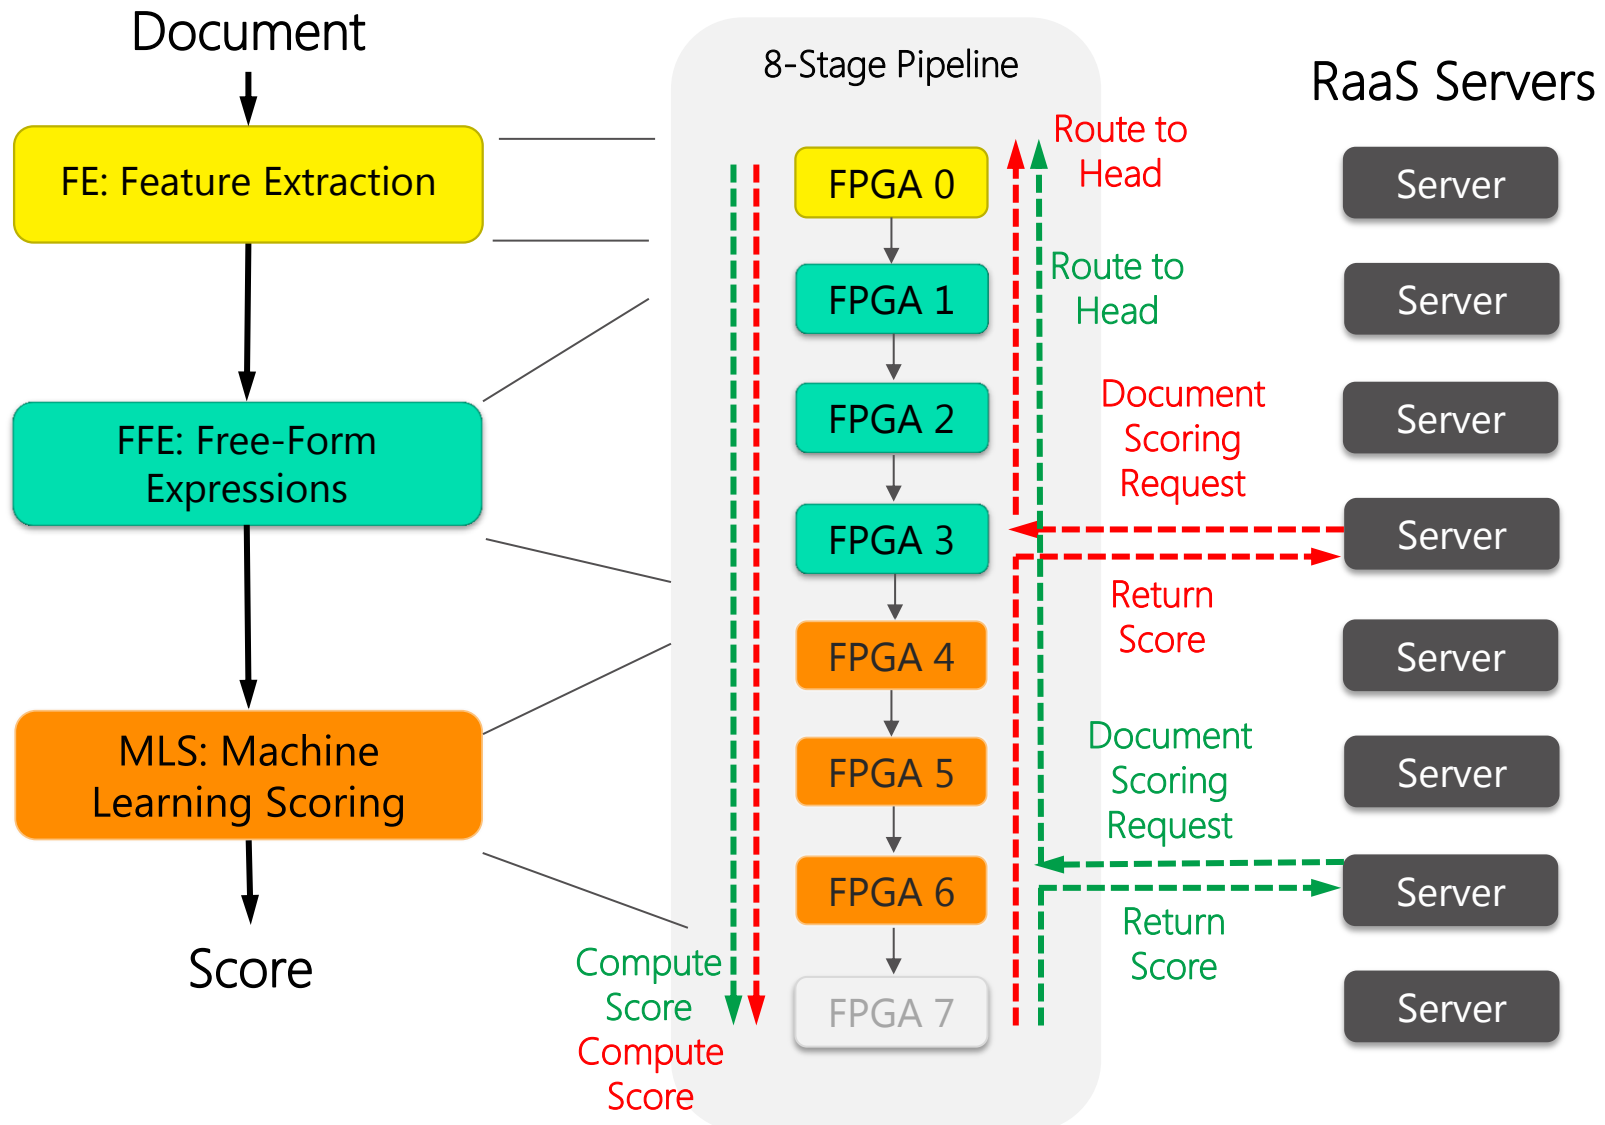 Document
FE: Feature Extraction
FFE: Free-Form
Expressions
MLS: Machine
Learning Scoring
Score
8-Stage Pipeline
FPGA 0
FPGA 1
FPGA 2
FPGA 3
FPGA 4
FPGA 5
FPGA 6
FPGA 7
Compute
Score
Compute
Score
Route to
Head
Route to
Head
Document
Scoring
Request
Return
Score
Document
Scoring
Request
Return
Score
RaaS Servers
Server
Server
Server
Server
Server
Server
Server
Server